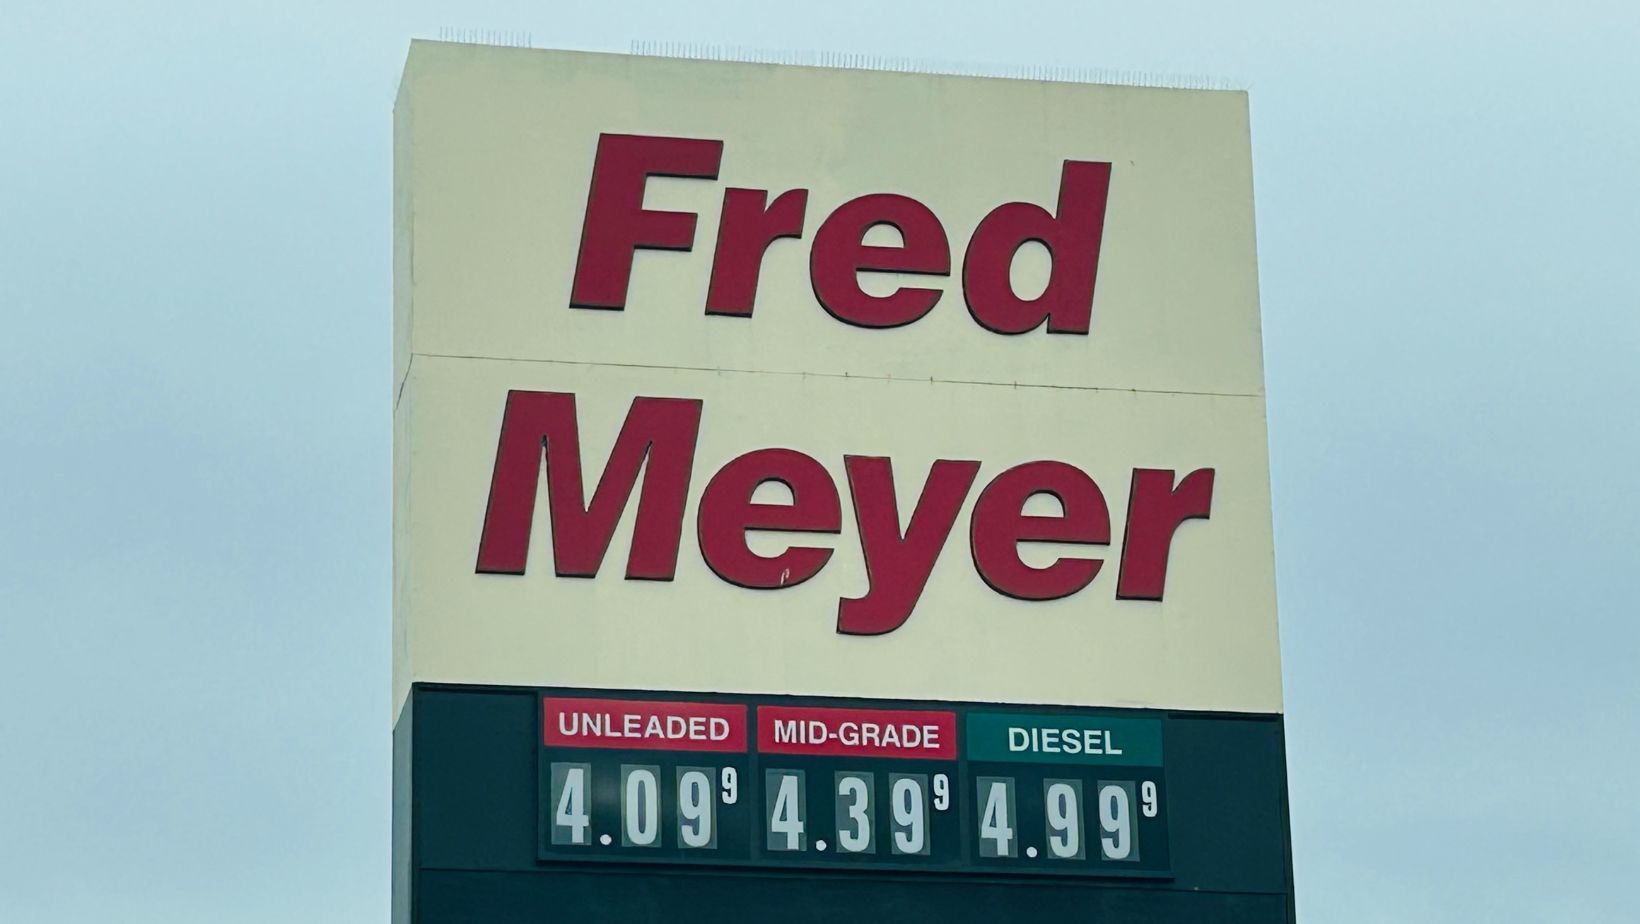 Fred
Meyer
UNLEADED MID-GRADE DIESEL
4.09⁹ 4.39⁹ 4.99⁹